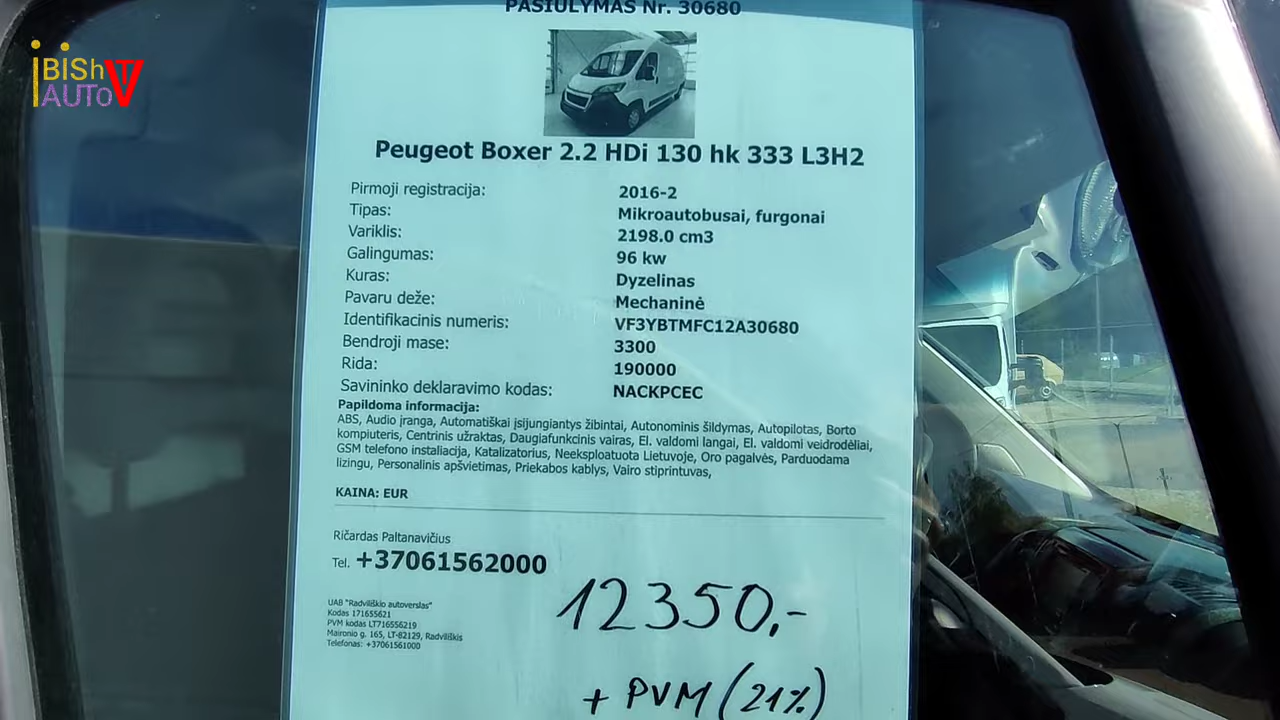 iBISh TV
AUTO
PASIŪLYMAS Nr. 30680
Peugeot Boxer 2.2 HDi 130 hk 333 L3H2
Pirmoji registracija: 2016-2
Tipas: Mikroautobusai, furgonai
Variklis: 2198.0 cm3
Galingumas: 96 kw
Kuras: Dyzelinas
Pavarų dėže: Mechaninė
Identifikacinis numeris: VF3YBTMFC12A30680
Bendroji mase: 3300
Rida: 190000
Savininko deklaravimo kodas: NACKPCEC
Papildoma informacija:
ABS, Audio įranga, Automatiškai įsijungiantys žibintai, Autonominis šildymas, Autopilotas, Borto
kompiuteris, Centrinis užraktas, Daugiafunkcinis vairas, El. valdomi langai, El. valdomi veidrodėliai,
GSM telefono instaliacija, Katalizatorius, Neeksploatuota Lietuvoje, Oro pagalvės, Parduodama
lizingu, Personalinis apšvietimas, Priekabos kablys, Vairo stiprintuvas,
KAINA: EUR
Ričardas Paltanavičius
Tel. +37061562000
UAB "Radviliškio autoverslas"
Kodas 171655621
PVM kodas LT716556219
Maironio g. 165, LT-82129, Radviliškis
Telefonas: +37061561000
12350,-
+ PVM (21%)